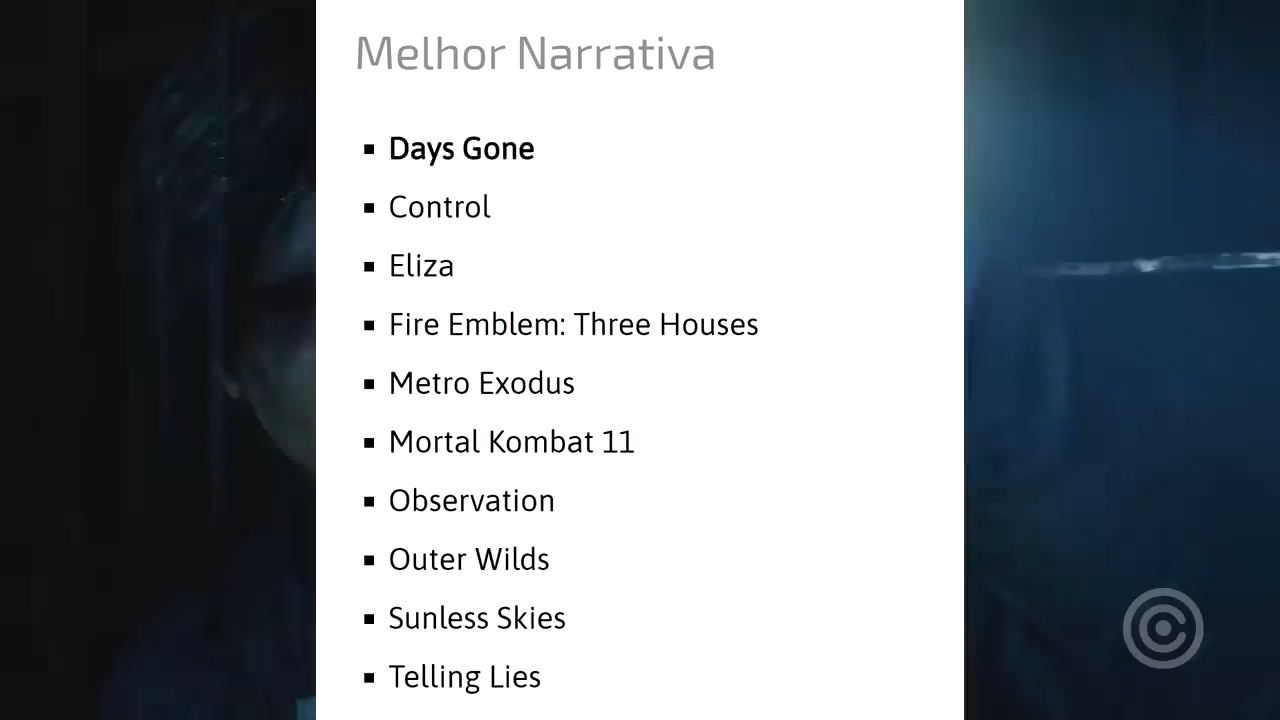 Melhor Narrativa
Days Gone
Control
Eliza
Fire Emblem: Three Houses
Metro Exodus
Mortal Kombat 11
Observation
Outer Wilds
Sunless Skies
Telling Lies